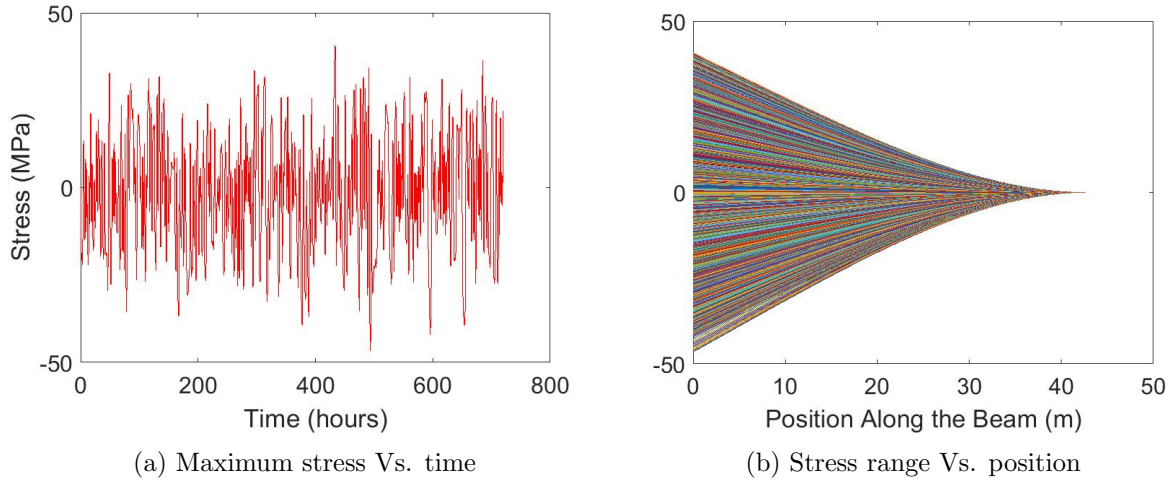 50
0
-50
Stress (MPa)
0 200 400 600 800
Time (hours)
(a) Maximum stress Vs. time
50
0
-50
0 10 20 30 40 50
Position Along the Beam (m)
(b) Stress range Vs. position